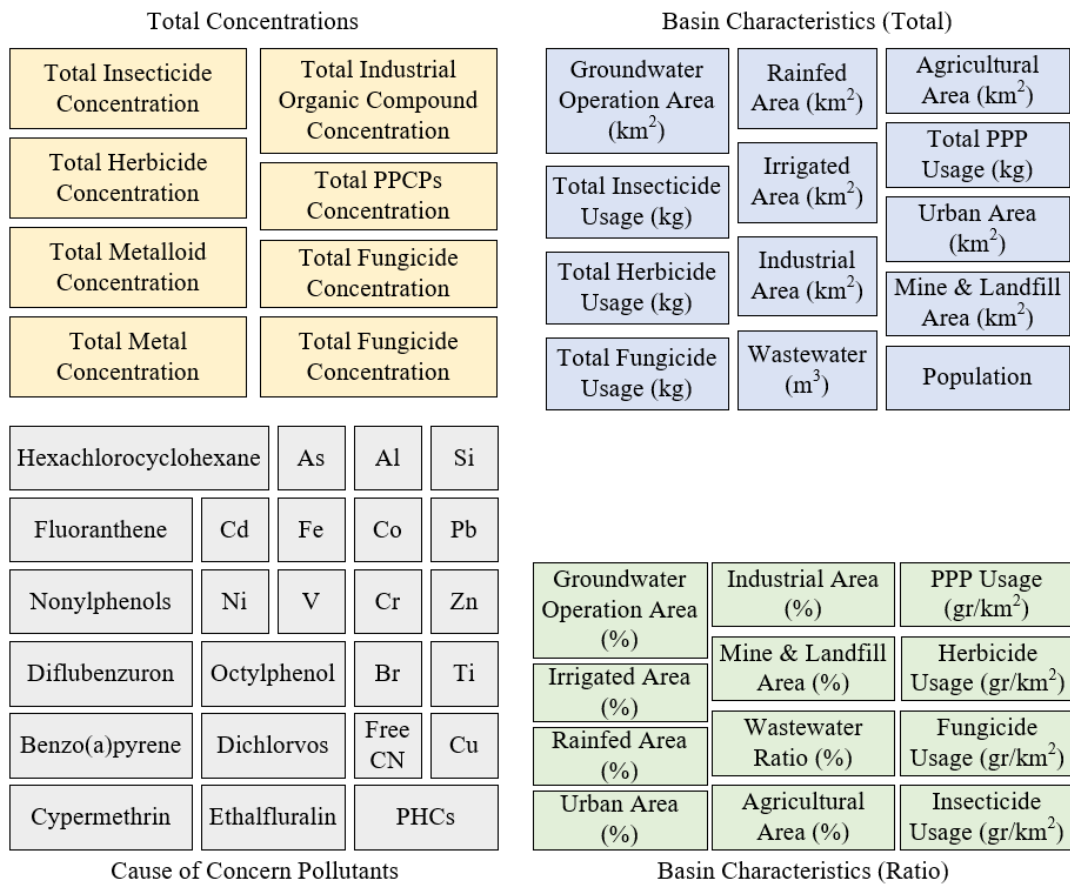 Total Concentrations
Total Insecticide
Concentration
Total Herbicide
Concentration
Total Metalloid
Concentration
Total Metal
Concentration
Total Industrial
Organic Compound
Concentration
Total PPCPs
Concentration
Total Fungicide
Concentration
Total Fungicide
Concentration
Basin Characteristics (Total)
Groundwater
Operation Area
(km²)
Total Insecticide
Usage (kg)
Total Herbicide
Usage (kg)
Total Fungicide
Usage (kg)
Rainfed
Area (km²)
Irrigated
Area (km²)
Industrial
Area (km²)
Wastewater
(m³)
Agricultural
Area (km²)
Total PPP
Usage (kg)
Urban Area
(km²)
Mine & Landfill
Area (km²)
Population
Hexachlorocyclohexane
As
Al
Si
Fluoranthene
Cd
Fe
Co
Pb
Nonylphenols
Ni
V
Cr
Zn
Diflubenzuron
Octylphenol
Br
Ti
Benzo(a)pyrene
Dichlorvos
Free
CN
Cu
Cypermethrin
Ethalfluralin
PHCs
Cause of Concern Pollutants
Groundwater
Operation Area
(%)
Irrigated Area
(%)
Rainfed Area
(%)
Urban Area
(%)
Industrial Area
(%)
Mine & Landfill
Area (%)
Wastewater
Ratio (%)
Agricultural
Area (%)
PPP Usage
(gr/km²)
Herbicide
Usage (gr/km²)
Fungicide
Usage (gr/km²)
Insecticide
Usage (gr/km²)
Basin Characteristics (Ratio)